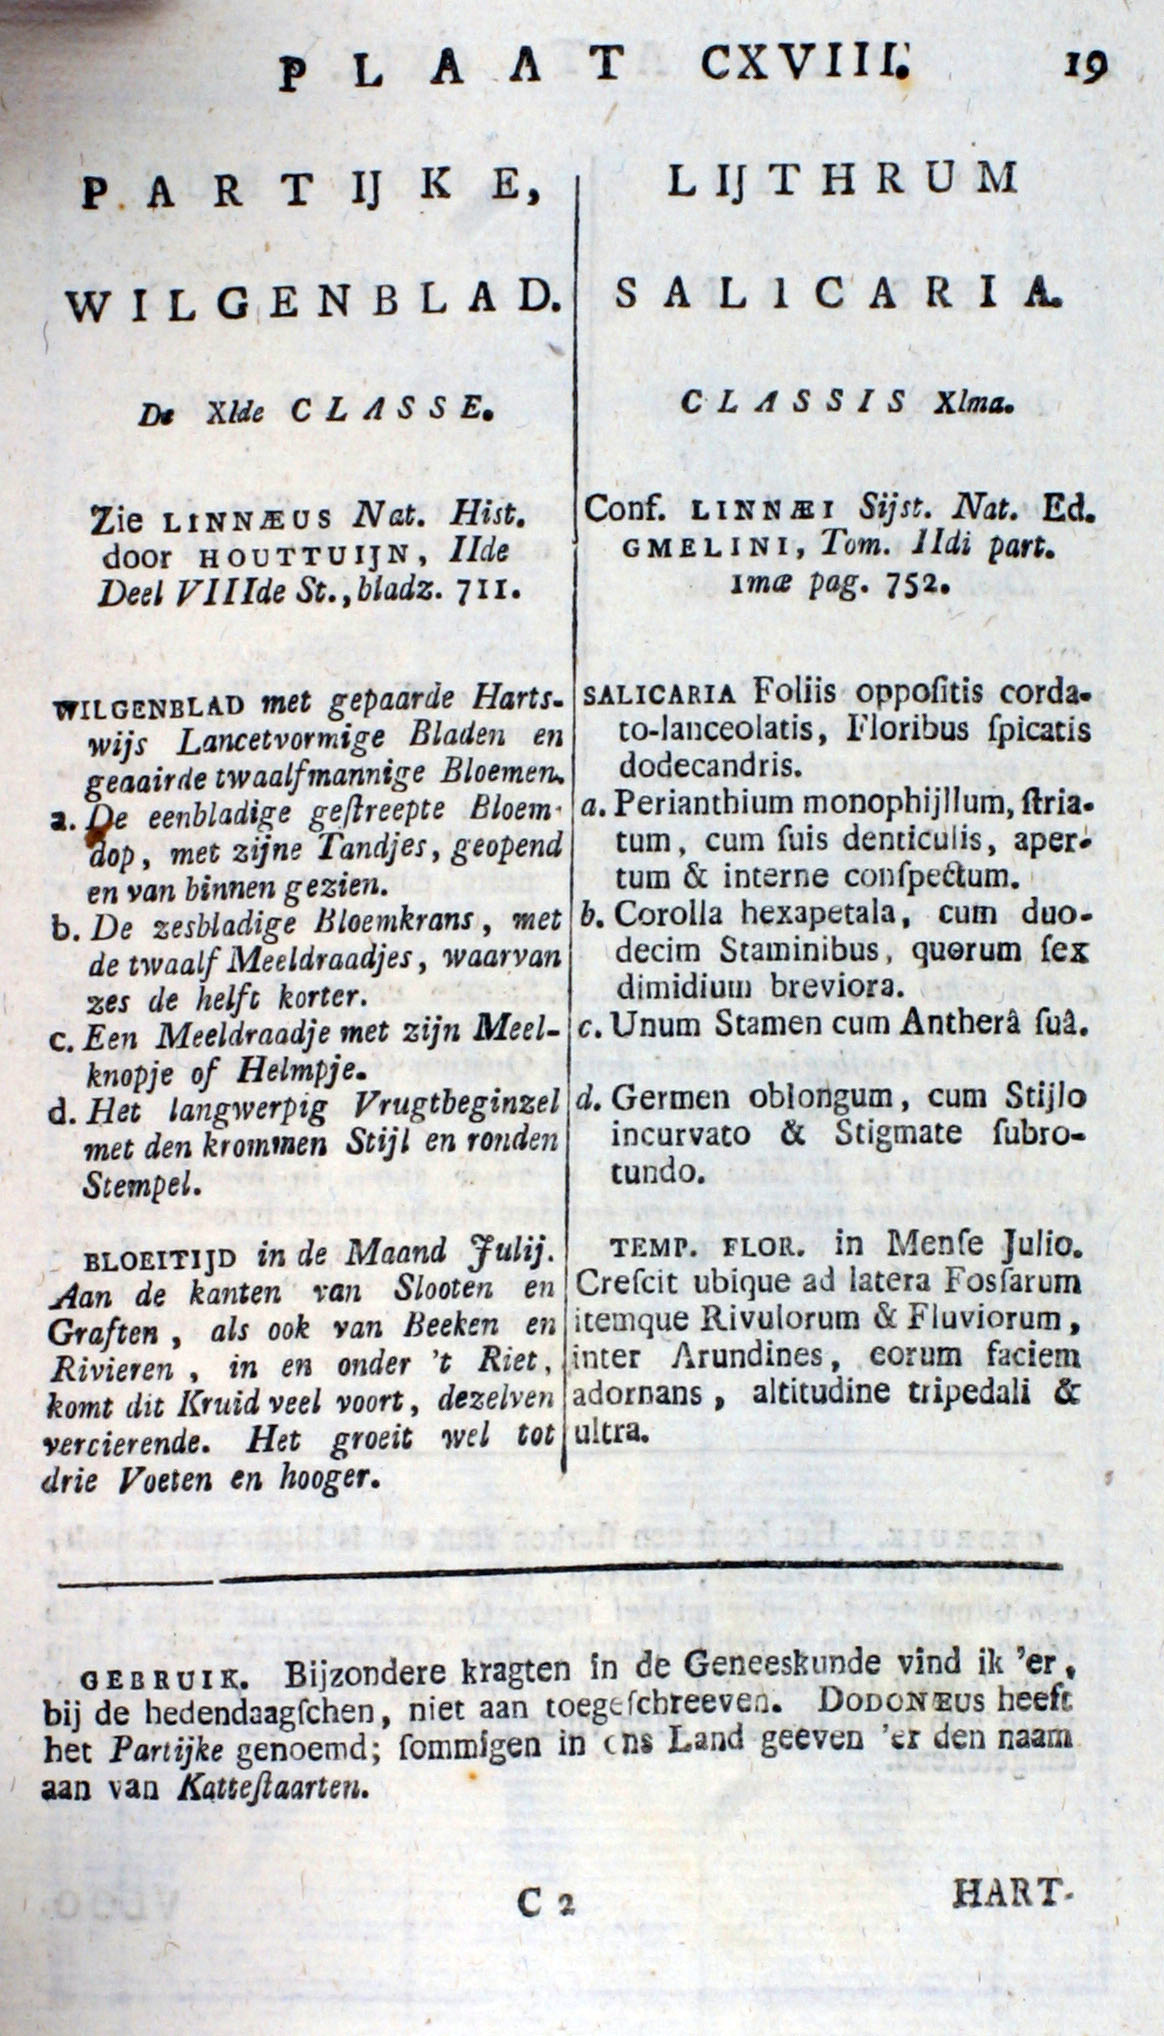 PLAAT CXVIII. 19
PARTIJKE,
WILGENBLAD.
De XIde CLASSE.
Zie LINNÆUS Nat. Hist.
door HOUTTUIJN, IIde
Deel VIIIde St., bladz. 711.
WILGENBLAD met gepaarde Harts-
wijs Lancetvormige Bladen en
geaairde twaalfmannige Bloemen.
a. De eenbladige geſtreepte Bloem-
dop, met zijne Tandjes, geopend
en van binnen gezien.
b. De zesbladige Bloemkrans, met
de twaalf Meeldraadjes, waarvan
zes de helft korter.
c. Een Meeldraadje met zijn Meel-
knopje of Helmpje.
d. Het langwerpig Vrugtbeginzel
met den krommen Stijl en ronden
Stempel.
BLOEITIJD in de Maand Julij.
Aan de kanten van Slooten en
Graften, als ook van Beeken en
Rivieren, in en onder 't Riet,
komt dit Kruid veel voort, dezelven
vercierende. Het groeit wel tot
drie Voeten en hooger.
LIJTHRUM
SALICARIA.
CLASSIS XIma.
Conf. LINNÆI Sijst. Nat. Ed.
GMELINI, Tom. IIdi part.
1mæ pag. 752.
SALICARIA Foliis oppoſitis corda-
to-lanceolatis, Floribus ſpicatis
dodecandris.
a. Perianthium monophijllum, ſtria-
tum, cum ſuis denticulis, aper-
tum & interne conſpectum.
b. Corolla hexapetala, cum duo-
decim Staminibus, quorum ſex
dimidium breviora.
c. Unum Stamen cum Antherâ ſuâ.
d. Germen oblongum, cum Stijlo
incurvato & Stigmate ſubro-
tundo.
TEMP. FLOR. in Menſe Julio.
Creſcit ubique ad latera Fosſarum
itemque Rivulorum & Fluviorum,
inter Arundines, eorum faciem
adornans, altitudine tripedali &
ultra.
GEBRUIK. Bijzondere kragten in de Geneeskunde vind ik 'er,
bij de hedendaagſchen, niet aan toegeſchreeven. DODONÆUS heeft
het Partijke genoemd; ſommigen in ons Land geeven 'er den naam
aan van Katteſtaarten.
C 2 HART-